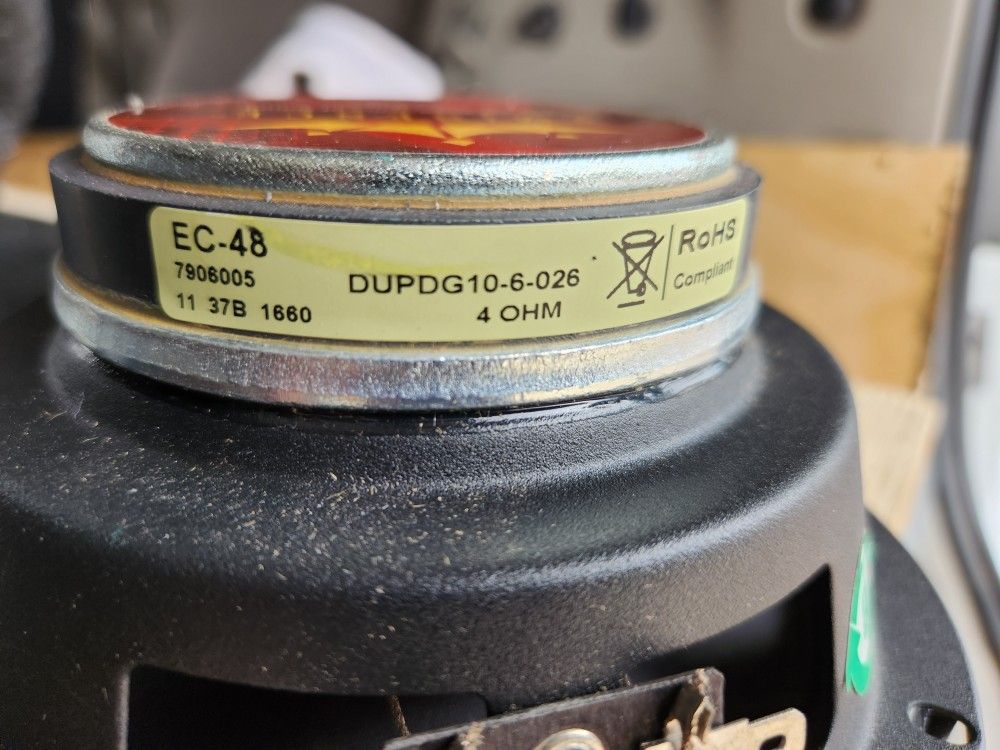 EC-48
7906005
11 37B 1660
DUPDG10-6-026
4 OHM
RoHS
Compliant